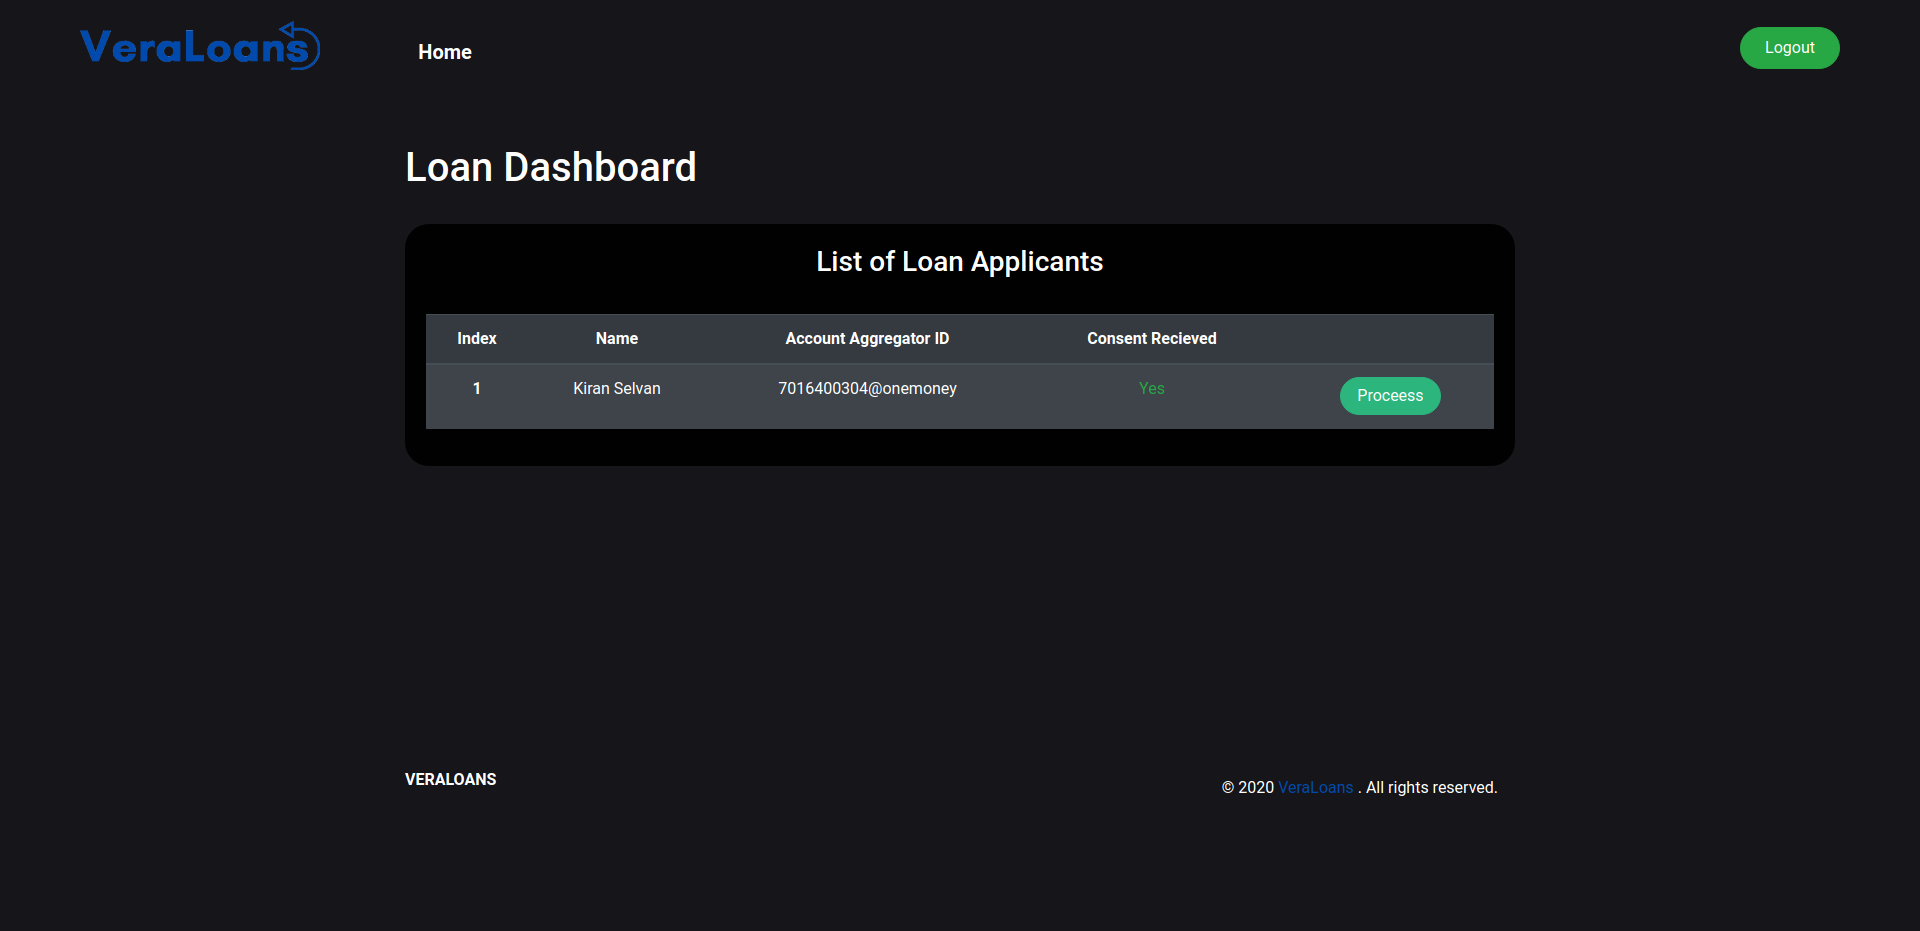 VeraLoans
Home
Logout
Loan Dashboard
List of Loan Applicants
Index Name Account Aggregator ID Consent Recieved
1 Kiran Selvan 7016400304@onemoney Yes Proceess
VERALOANS
© 2020 VeraLoans . All rights reserved.